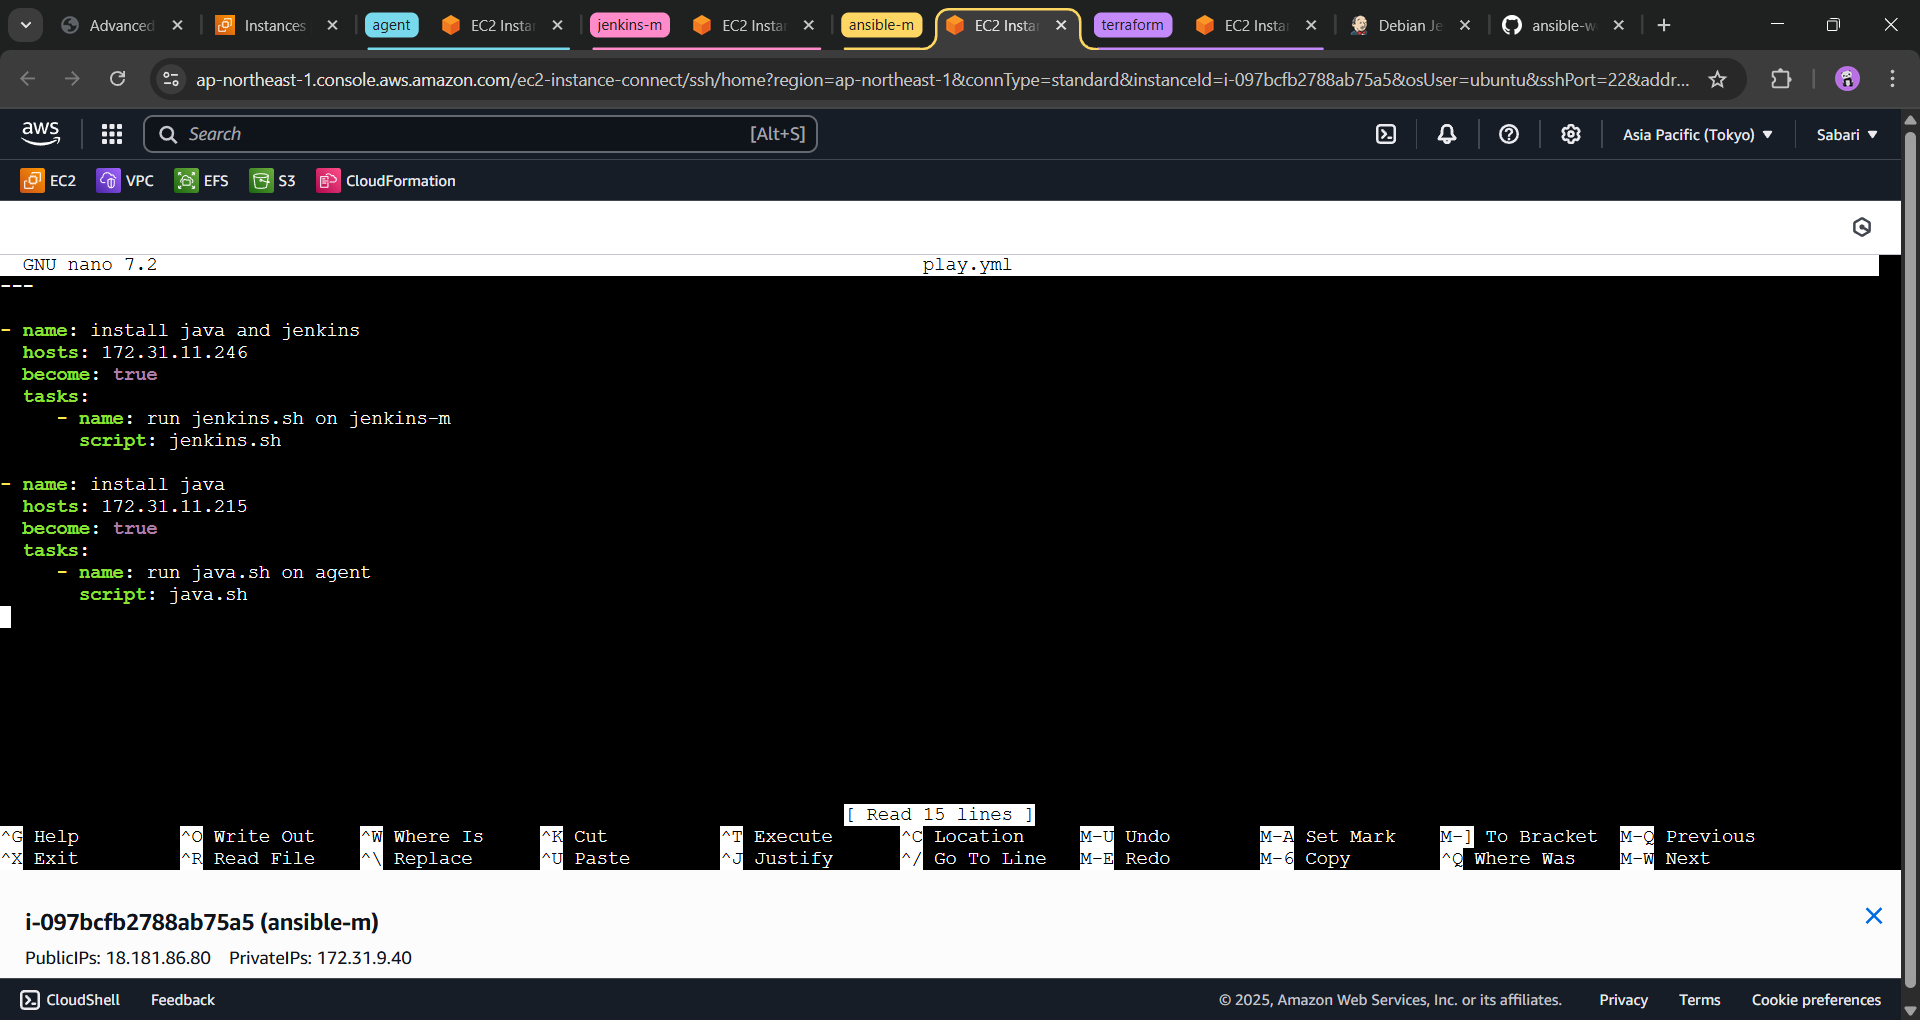 Advanced
Instances
agent
EC2 Insta
jenkins-m
EC2 Insta
ansible-m
EC2 Insta
terraform
EC2 Insta
Debian Je
ansible-w
ap-northeast-1.console.aws.amazon.com/ec2-instance-connect/ssh/home?region=ap-northeast-1&connType=standard&instanceId=i-097bcfb2788ab75a5&osUser=ubuntu&sshPort=22&addr...
aws
Search [Alt+S]
Asia Pacific (Tokyo)
Sabari
EC2 VPC EFS S3 CloudFormation
GNU nano 7.2 play.yml
---
- name: install java and jenkins
  hosts: 172.31.11.246
  become: true
  tasks:
     - name: run jenkins.sh on jenkins-m
       script: jenkins.sh
- name: install java
  hosts: 172.31.11.215
  become: true
  tasks:
     - name: run java.sh on agent
       script: java.sh
[ Read 15 lines ]
^G Help ^O Write Out ^W Where Is ^K Cut ^T Execute ^C Location M-U Undo M-A Set Mark M-] To Bracket M-Q Previous
^X Exit ^R Read File ^\ Replace ^U Paste ^J Justify ^/ Go To Line M-E Redo M-6 Copy ^Q Where Was M-W Next
i-097bcfb2788ab75a5 (ansible-m)
PublicIPs: 18.181.86.80 PrivateIPs: 172.31.9.40
CloudShell Feedback © 2025, Amazon Web Services, Inc. or its affiliates. Privacy Terms Cookie preferences